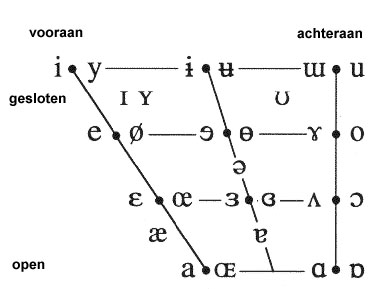 vooraan achteraan
i y ɨ ʉ ɯ u
gesloten I Y ʊ
e ø ɘ ɵ ɤ o
ə
ɛ œ ɜ ɞ ʌ ɔ
æ ɐ
open a ɶ ɑ ɒ